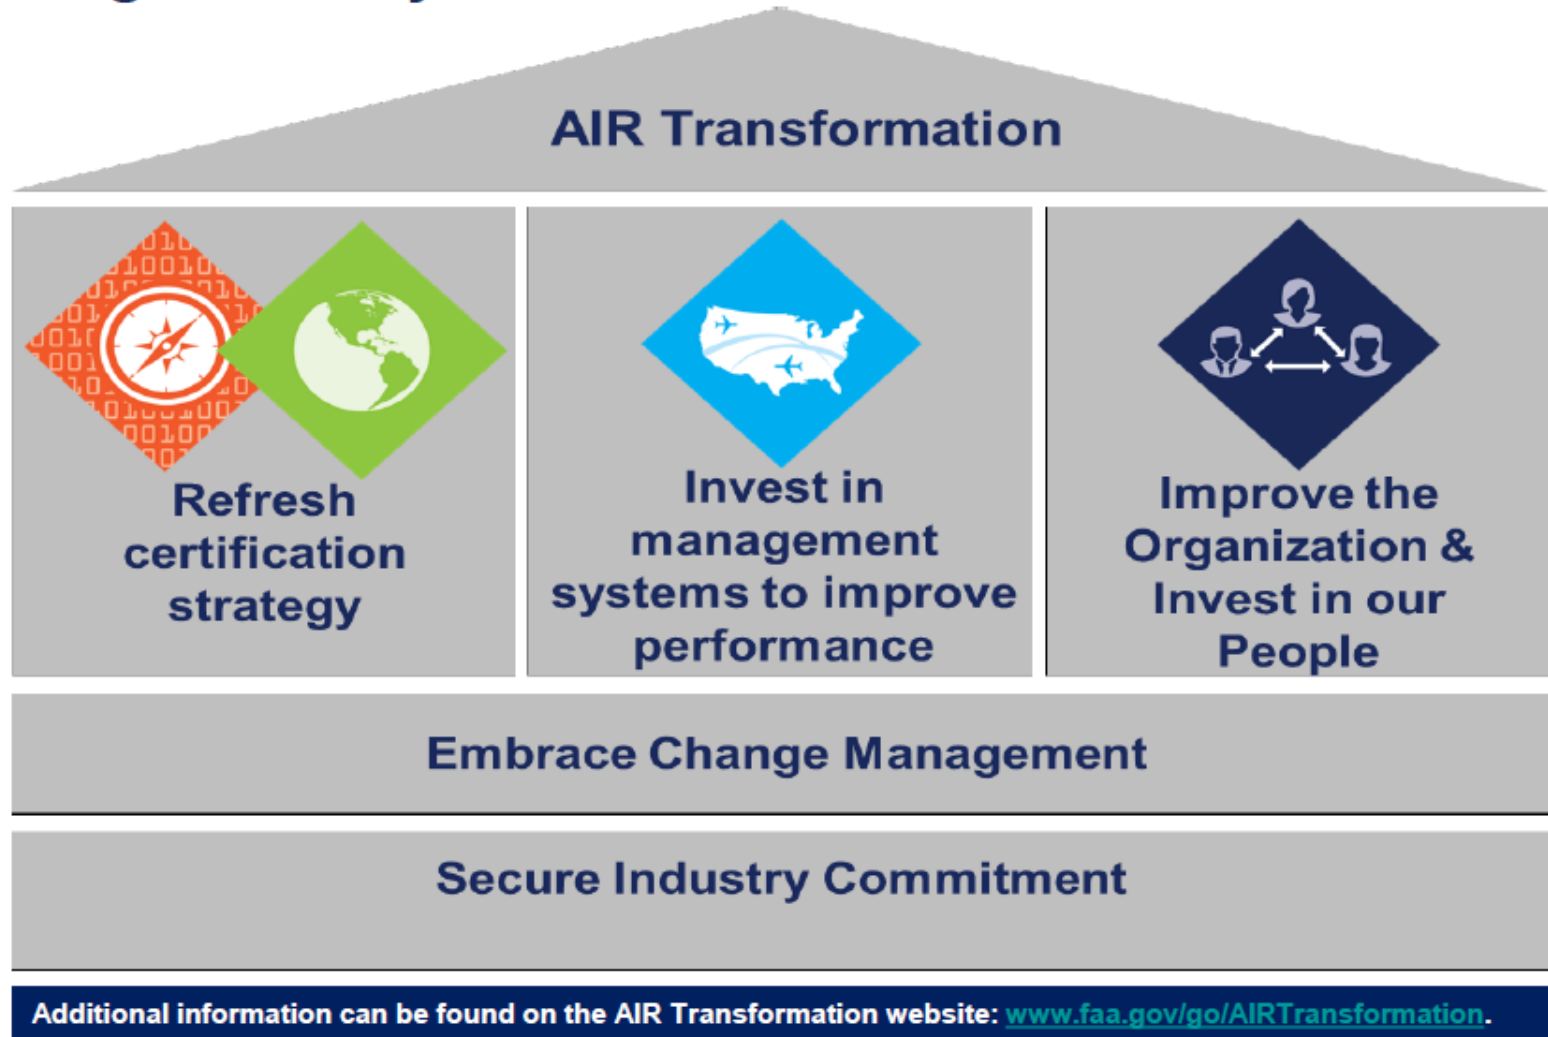 AIR Transformation
Refresh
certification
strategy
Invest in
management
systems to improve
performance
Improve the
Organization &
Invest in our
People
Embrace Change Management
Secure Industry Commitment
Additional information can be found on the AIR Transformation website: www.faa.gov/go/AIRTransformation.